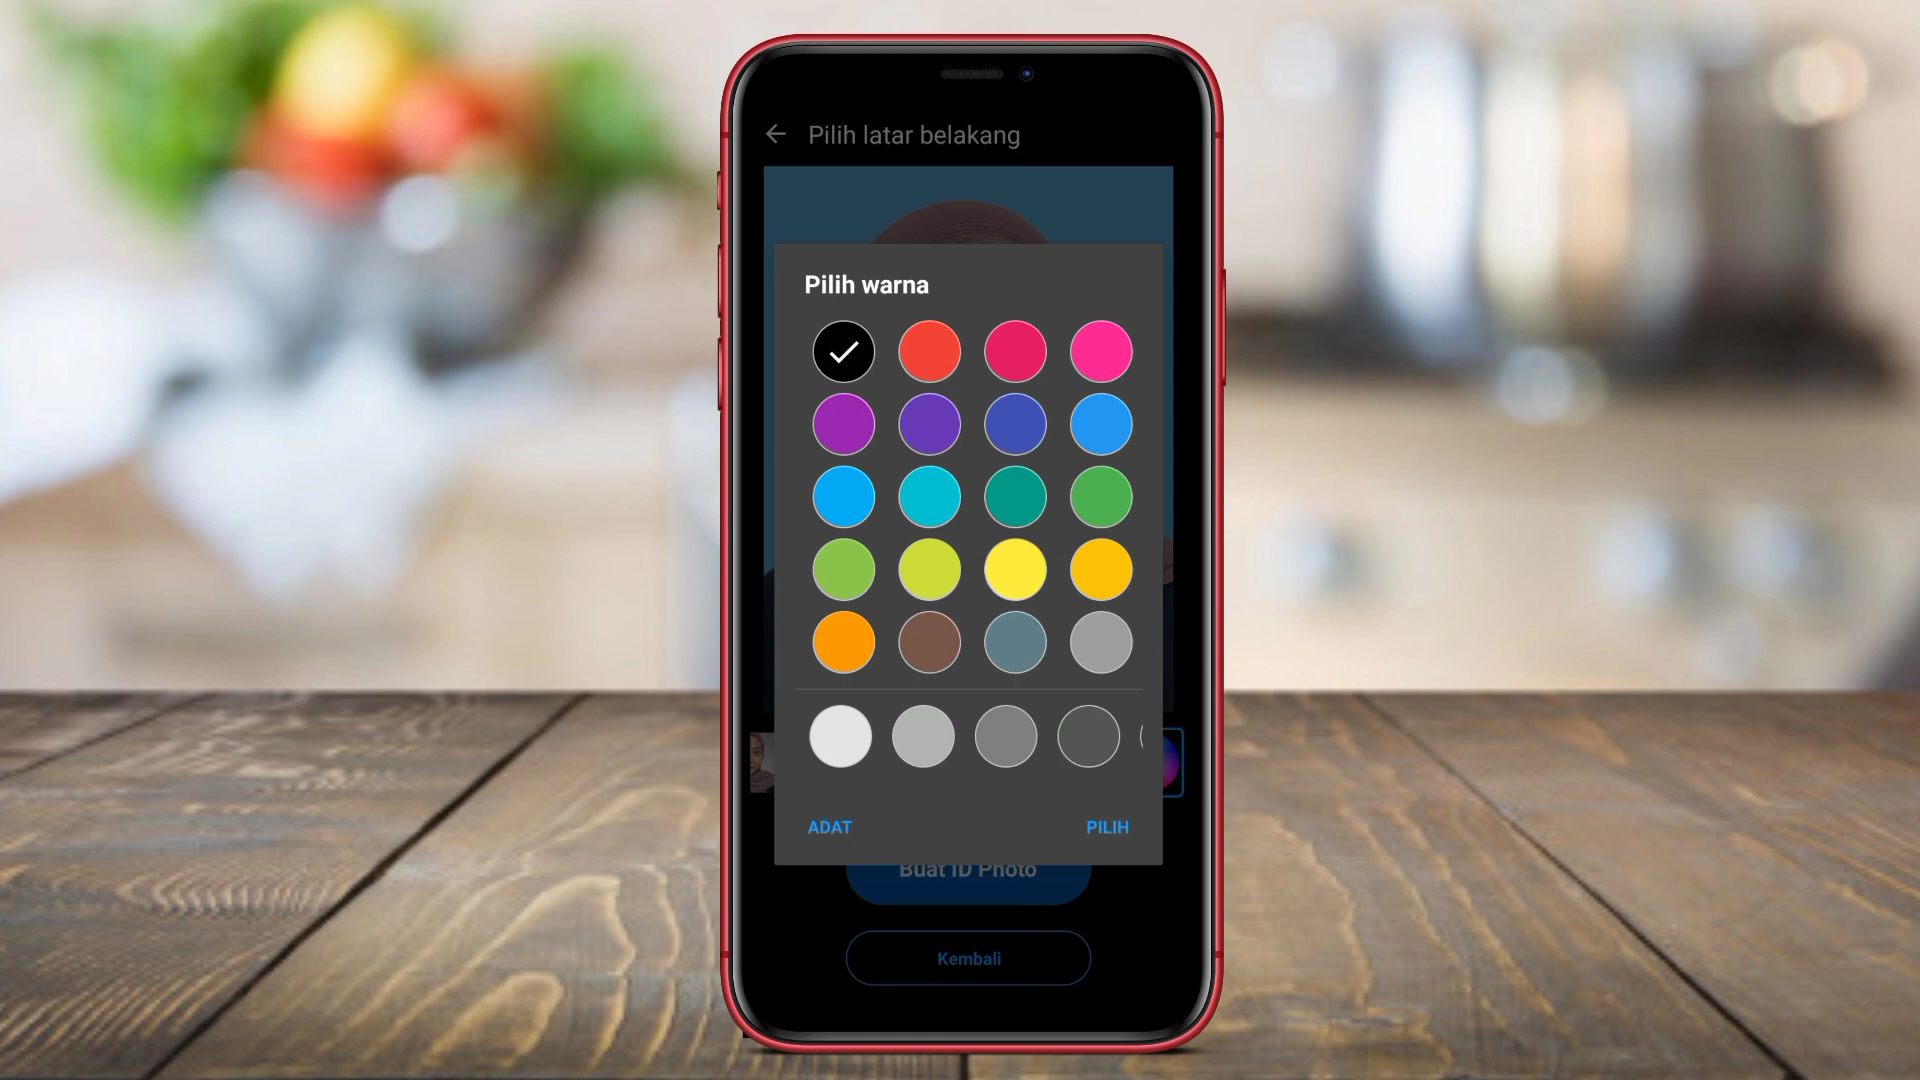 Pilih latar belakang
Pilih warna
ADAT
PILIH
Buat ID Photo
Kembali